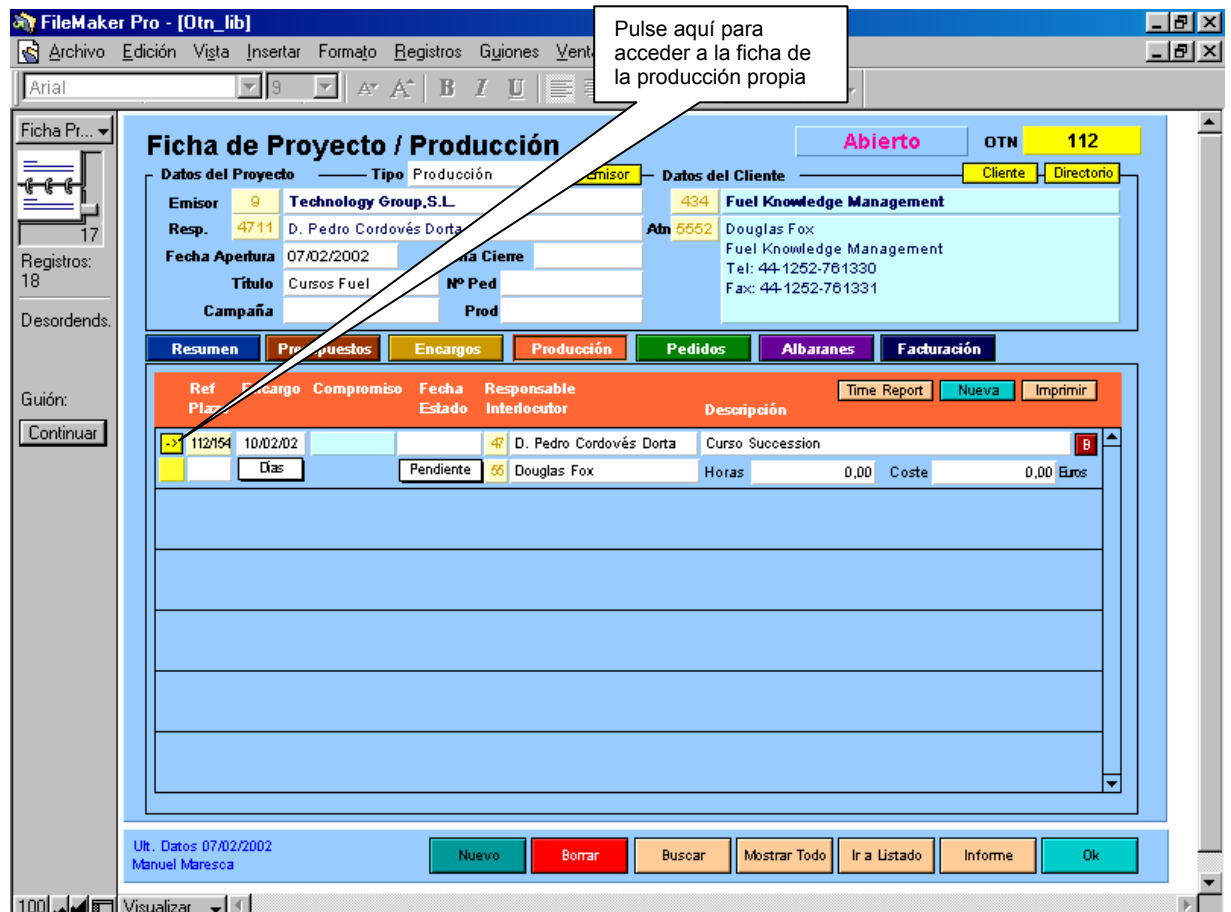 FileMaker Pro - [Otn_lib]
Pulse aquí para
acceder a la ficha de
la producción propia
Archivo Edición Vista Insertar Formato Registros Guiones
Arial 9
B I U
Ficha Pr...
17
Registros:
18
Desordends.
Guión:
Continuar
Ficha de Proyecto / Producción
Abierto OTN 112
Datos del Proyecto Tipo Producción Emisor Datos del Cliente Cliente Directorio
Emisor 9 Technology Group,S.L. 434 Fuel Knowledge Management
Resp. 4711 D. Pedro Cordovés Dorta Atn 5552 Douglas Fox
Fuel Knowledge Management
Fecha Apertura 07/02/2002 Cierre
Tel: 44-1252-761330
Título Cursos Fuel Nº Ped
Fax: 44-1252-761331
Campaña Prod
Resumen Presupuestos Encargos Producción Pedidos Albaranes Facturación
Ref Encargo Compromiso Fecha Responsable Time Report Nueva Imprimir
Plazo Estado Interlocutor Descripción
-> 112/154 10/02/02 47 D. Pedro Cordovés Dorta Curso Succession B
Días Pendiente 55 Douglas Fox Horas 0,00 Coste 0,00 Euros
Ult. Datos 07/02/2002
Manuel Maresca
Nuevo Borrar Buscar Mostrar Todo Ir a Listado Informe Ok
100 Visualizar